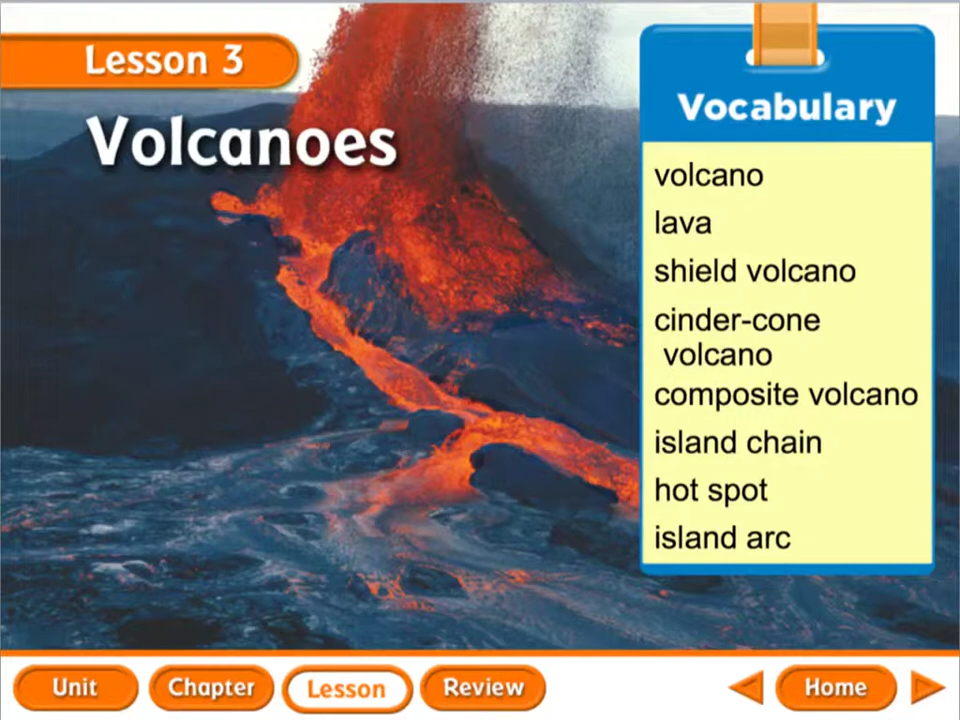 Lesson 3
Volcanoes
Vocabulary
volcano
lava
shield volcano
cinder-cone
volcano
composite volcano
island chain
hot spot
island arc
Unit
Chapter
Lesson
Review
Home